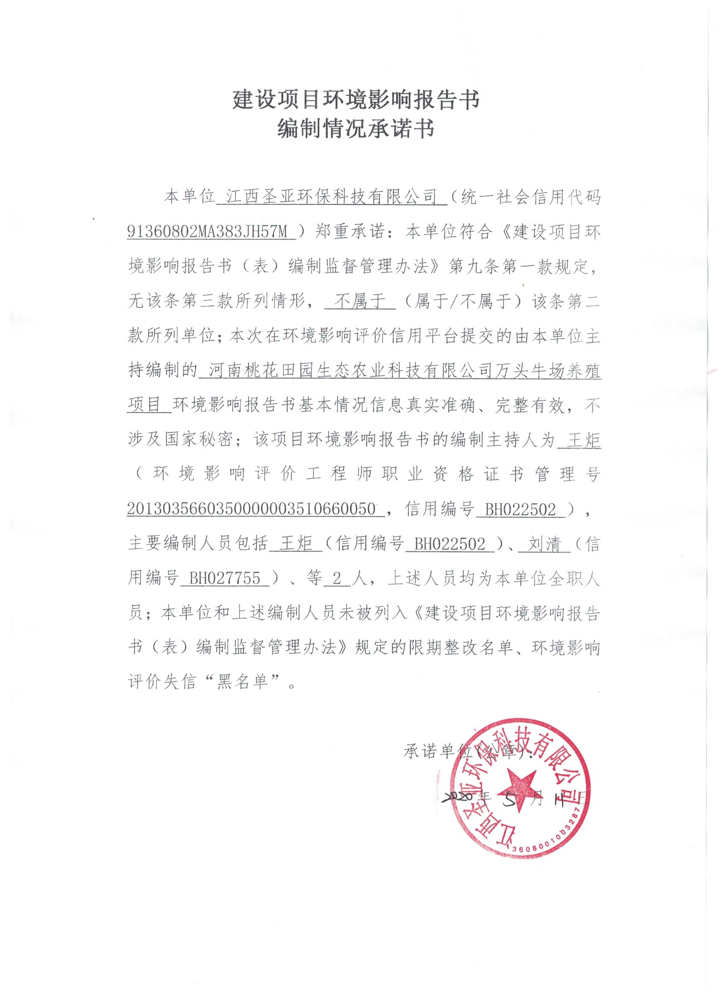 建设项目环境影响报告书
编制情况承诺书
本单位 江西圣亚环保科技有限公司 （统一社会信用代码
91360802MA383JH57M ）郑重承诺：本单位符合《建设项目环
境影响报告书（表）编制监督管理办法》第九条第一款规定，
无该条第三款所列情形， 不属于 （属于/不属于）该条第二
款所列单位；本次在环境影响评价信用平台提交的由本单位主
持编制的 河南桃花田园生态农业科技有限公司万头牛场养殖
项目 环境影响报告书基本情况信息真实准确、完整有效，不
涉及国家秘密；该项目环境影响报告书的编制主持人为 王炬
（环境影响评价工程师职业资格证书管理号
2013035660350000003510660050 ，信用编号 BH022502 ），
主要编制人员包括 王炬 （信用编号 BH022502 ）、 刘清 （信
用编号 BH027755 ）、等 2 人，上述人员均为本单位全职人
员；本单位和上述编制人员未被列入《建设项目环境影响报告
书（表）编制监督管理办法》规定的限期整改名单、环境影响
评价失信“黑名单”。
承诺单位(公章)：
2020 年 5 月 11 日
江西圣亚环保科技有限公司
3608001003287